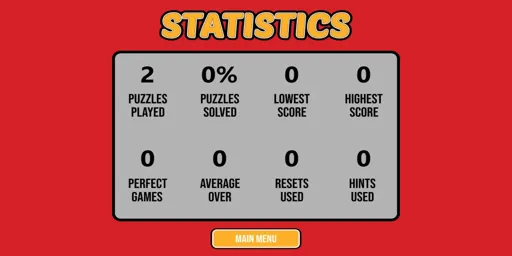 STATISTICS
2 0% 0 0
PUZZLES PUZZLES LOWEST HIGHEST
PLAYED SOLVED SCORE SCORE
0 0 0 0
PERFECT AVERAGE RESETS HINTS
GAMES OVER USED USED
MAIN MENU